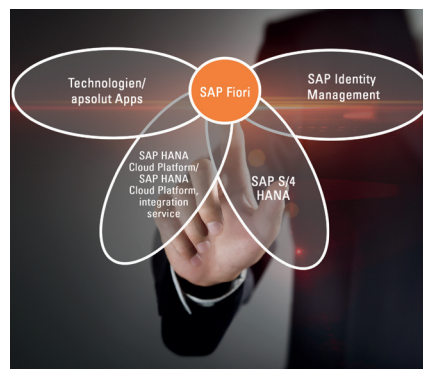 Technologien/
apsolut Apps
SAP Fiori
SAP Identity
Management
SAP HANA
Cloud Platform/
SAP HANA
Cloud Platform,
integration
service
SAP S/4
HANA